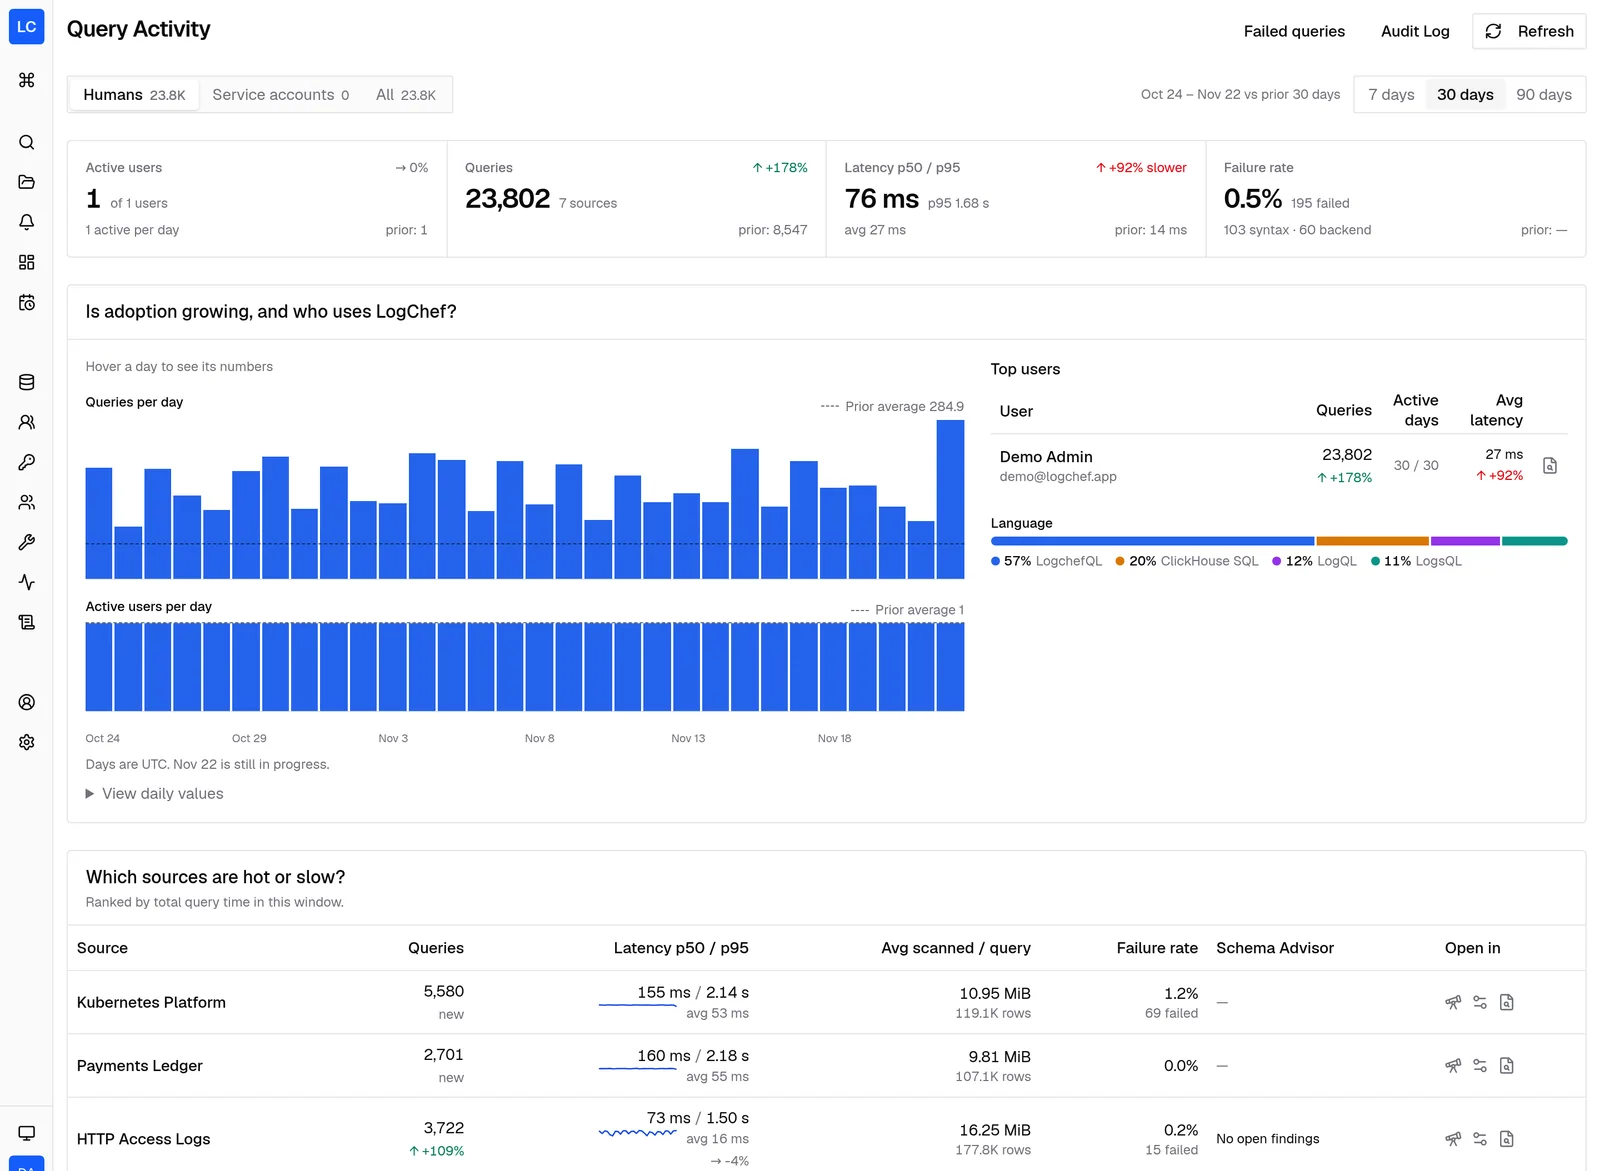 LC
Query Activity
Failed queries
Audit Log
Refresh
Humans 23.8K
Service accounts 0
All 23.8K
Oct 24 – Nov 22 vs prior 30 days
7 days
30 days
90 days
Active users
→ 0%
1 of 1 users
1 active per day
prior: 1
Queries
↑ +178%
23,802 7 sources
prior: 8,547
Latency p50 / p95
↑ +92% slower
76 ms p95 1.68 s
avg 27 ms
prior: 14 ms
Failure rate
0.5% 195 failed
103 syntax · 60 backend
prior: —
Is adoption growing, and who uses LogChef?
Hover a day to see its numbers
Queries per day
Prior average 284.9
Active users per day
Prior average 1
Oct 24
Oct 29
Nov 3
Nov 8
Nov 13
Nov 18
Days are UTC. Nov 22 is still in progress.
View daily values
Top users
User
Queries
Active days
Avg latency
Demo Admin
demo@logchef.app
23,802
↑ +178%
30 / 30
27 ms
↑ +92%
Language
57% LogchefQL
20% ClickHouse SQL
12% LogQL
11% LogsQL
Which sources are hot or slow?
Ranked by total query time in this window.
Source
Queries
Latency p50 / p95
Avg scanned / query
Failure rate
Schema Advisor
Open in
Kubernetes Platform
5,580
new
155 ms / 2.14 s
avg 53 ms
10.95 MiB
119.1K rows
1.2%
69 failed
—
Payments Ledger
2,701
new
160 ms / 2.18 s
avg 55 ms
9.81 MiB
107.1K rows
0.0%
—
HTTP Access Logs
3,722
↑ +109%
73 ms / 1.50 s
avg 16 ms
→ -4%
16.25 MiB
177.8K rows
0.2%
15 failed
No open findings